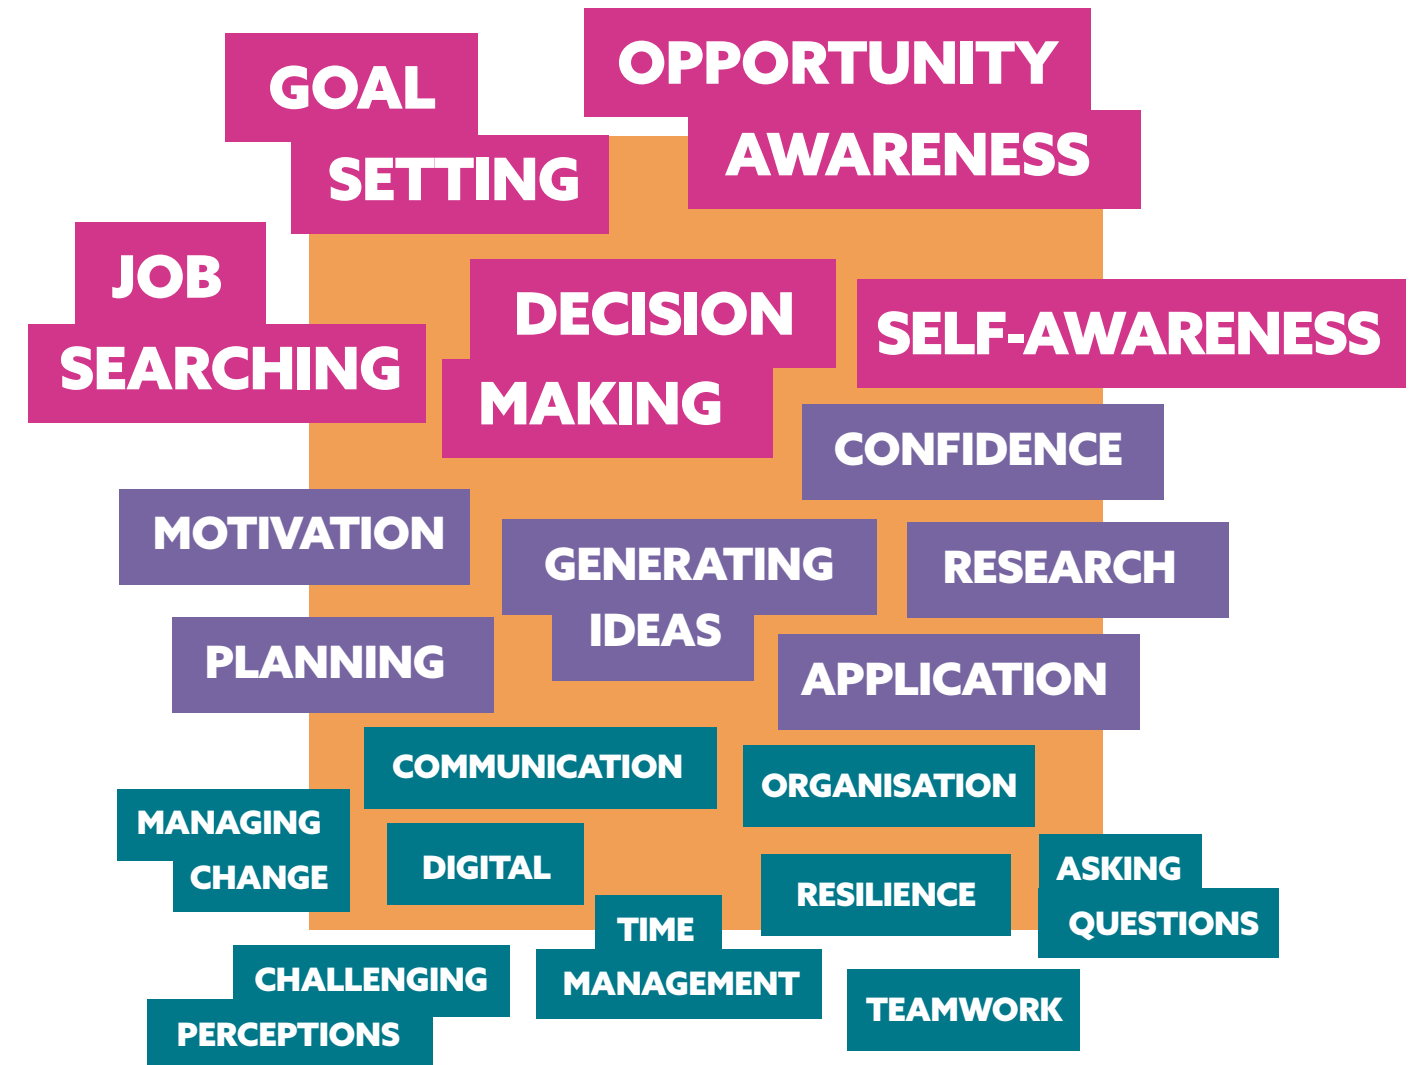 GOAL
SETTING
OPPORTUNITY
AWARENESS
JOB
SEARCHING
DECISION
MAKING
SELF-AWARENESS
CONFIDENCE
MOTIVATION
GENERATING
IDEAS
RESEARCH
PLANNING
APPLICATION
COMMUNICATION
ORGANISATION
MANAGING
CHANGE
DIGITAL
RESILIENCE
ASKING
QUESTIONS
TIME
MANAGEMENT
CHALLENGING
PERCEPTIONS
TEAMWORK